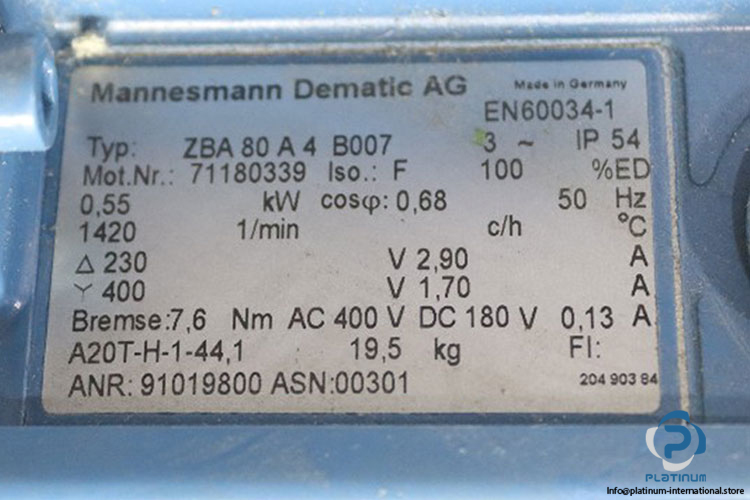 Mannesmann Dematic AG Made in Germany
EN60034-1
Typ: ZBA 80 A 4 B007 3 ~ IP 54
Mot.Nr.: 71180339 Iso.: F 100 %ED
0,55 kW cosφ: 0,68 50 Hz
1420 1/min c/h °C
Δ 230 V 2,90 A
Y 400 V 1,70 A
Bremse:7,6 Nm AC 400 V DC 180 V 0,13 A
A20T-H-1-44,1 19,5 kg FI:
ANR: 91019800 ASN:00301 204 903 84
PLATINUM
Info@platinum-international.store